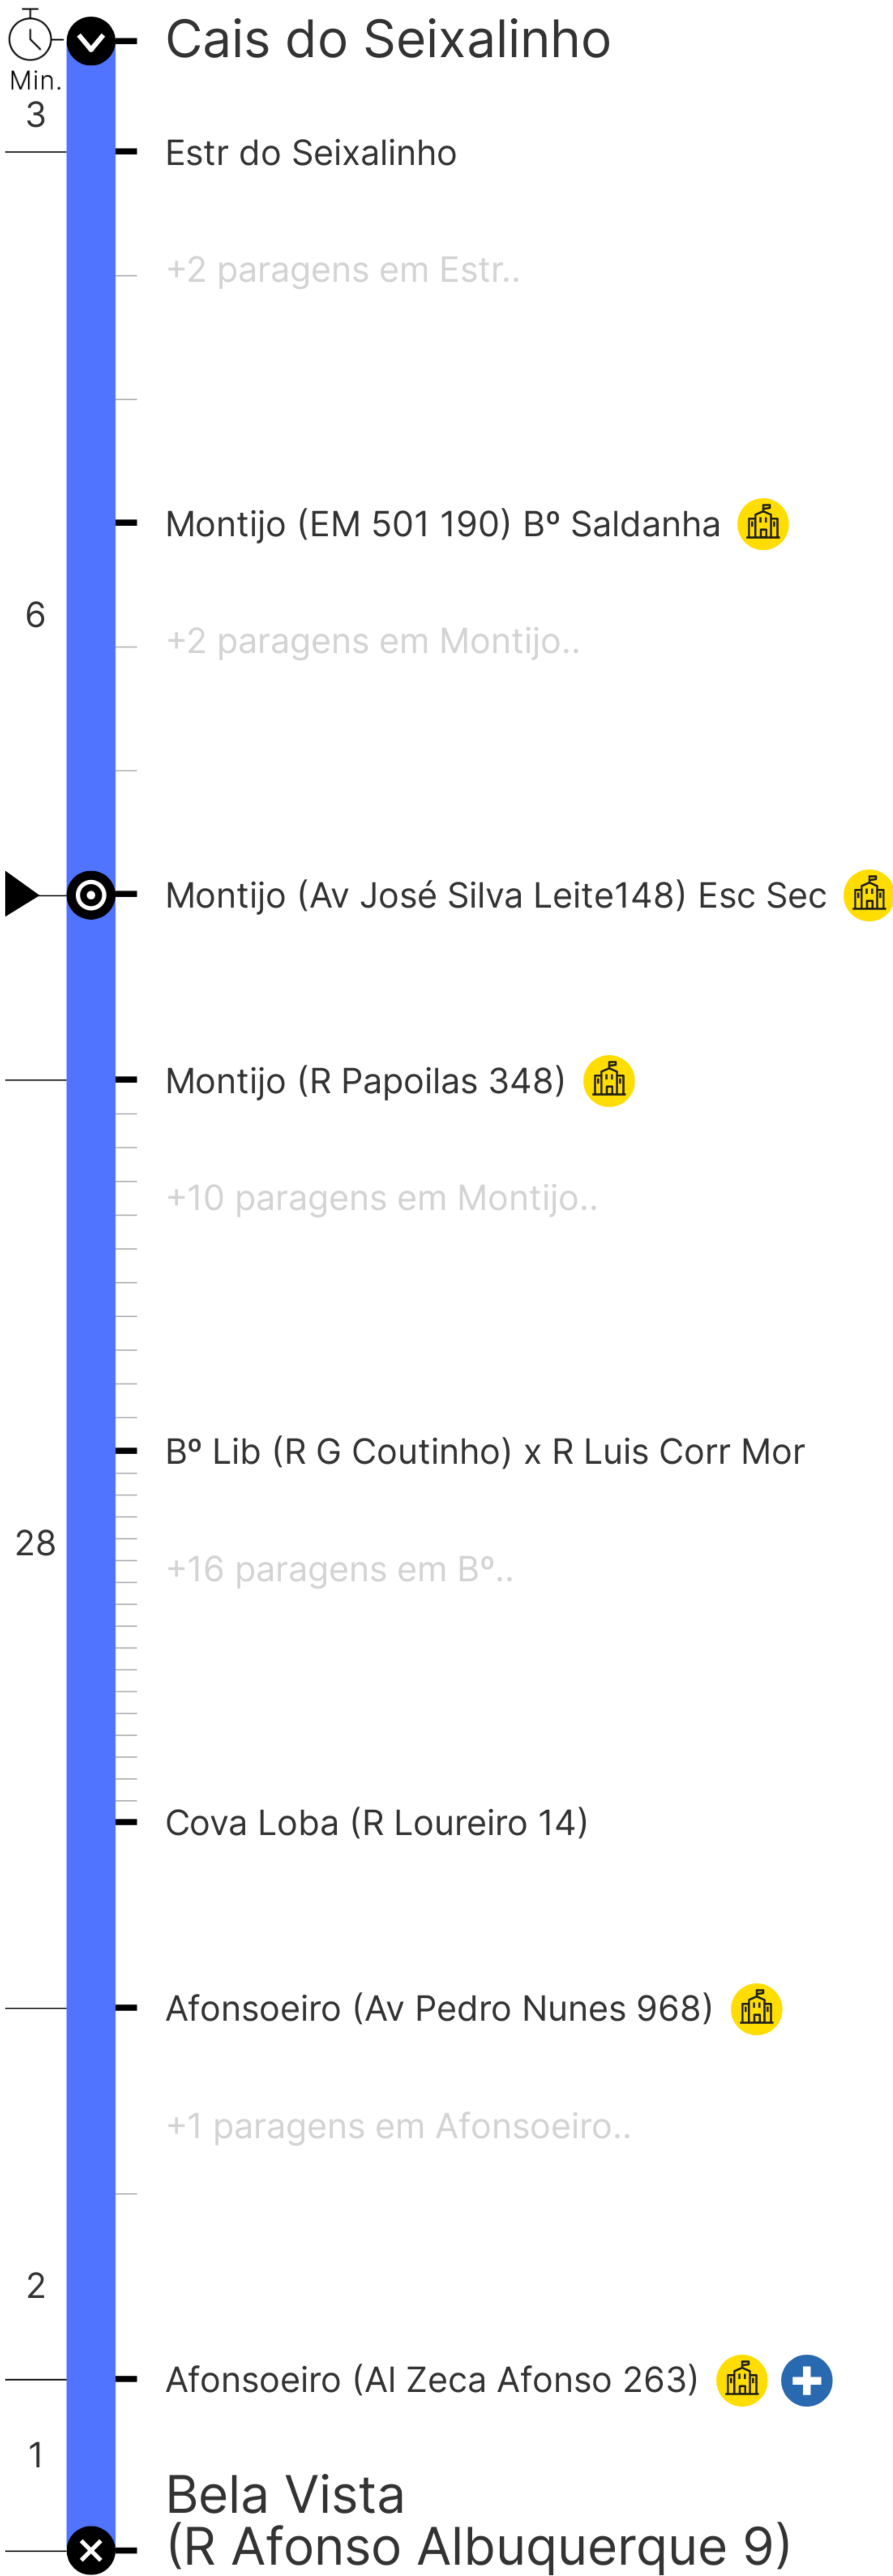 Cais do Seixalinho
Min.
3
Estr do Seixalinho
+2 paragens em Estr..
Montijo (EM 501 190) Bº Saldanha
6
+2 paragens em Montijo..
Montijo (Av José Silva Leite148) Esc Sec
Montijo (R Papoilas 348)
+10 paragens em Montijo..
Bº Lib (R G Coutinho) x R Luis Corr Mor
28
+16 paragens em Bº..
Cova Loba (R Loureiro 14)
Afonsoeiro (Av Pedro Nunes 968)
+1 paragens em Afonsoeiro..
2
Afonsoeiro (Al Zeca Afonso 263)
1
Bela Vista
(R Afonso Albuquerque 9)